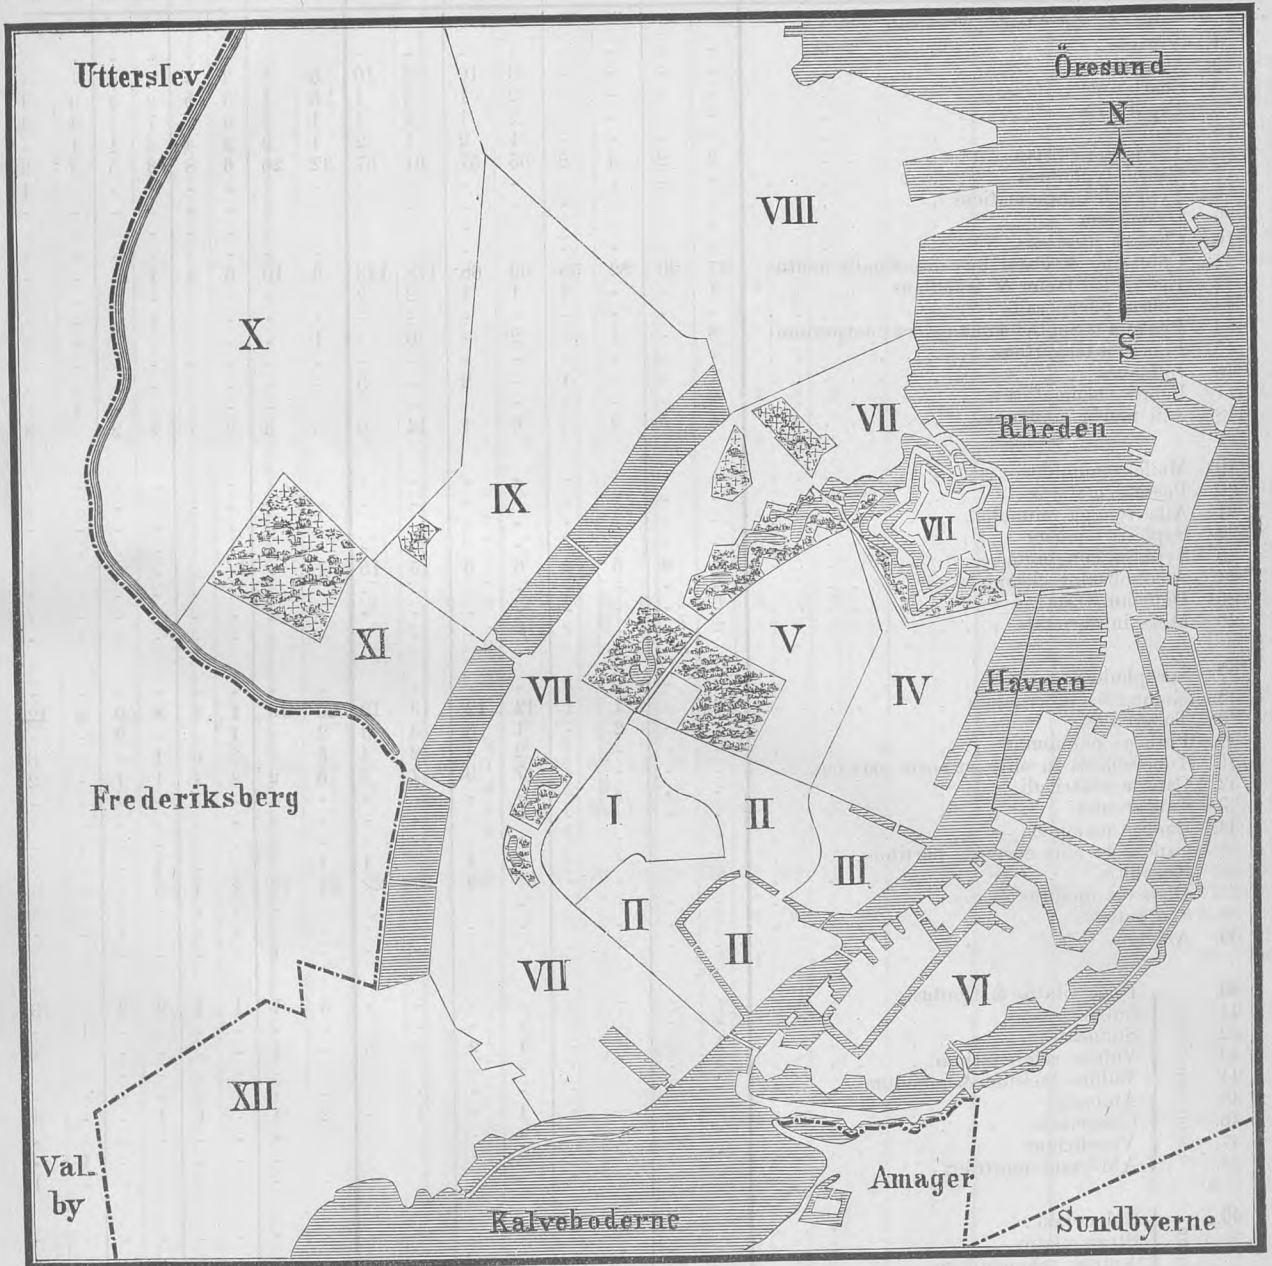 Utterslev
Öresund
N
VIII
S
X
VII
Rheden
IX
VII
V
XI
VII
IV
Havnen
Frederiksberg
I
II
III
II
II
VII
VI
XII
Val-
by
Amager
Kalveboderne
Sundbyerne